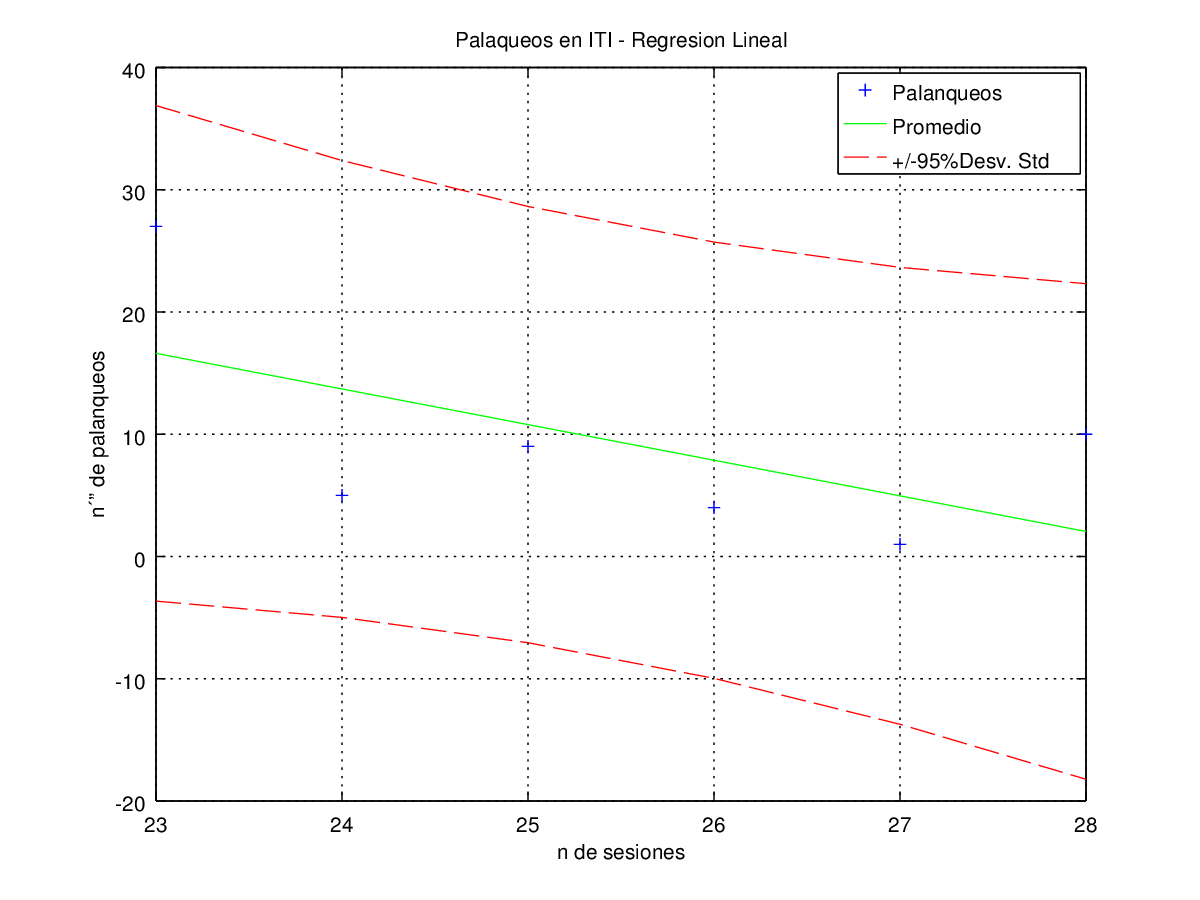 Palaqueos en ITI - Regresion Lineal
Palanqueos
Promedio
+/-95%Desv. Std
40
30
20
10
0
-10
-20
n´” de palanqueos
23 24 25 26 27 28
n de sesiones